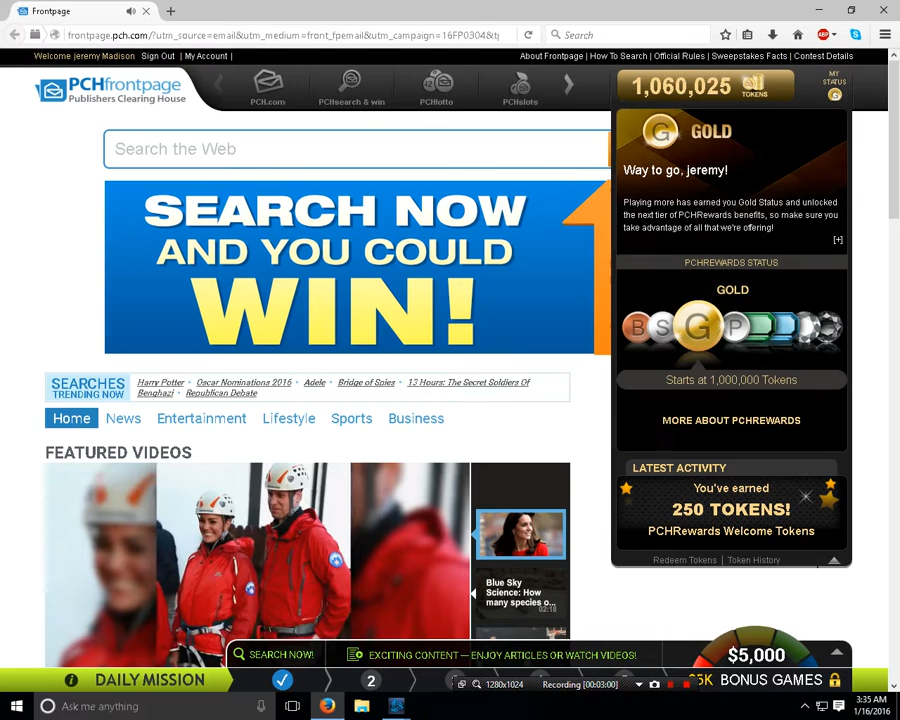 Frontpage
frontpage.pch.com/?utm_source=email&utm_medium=front_fpemail&utm_campaign=16FP0304&tp
Search
ABP
Welcome jeremy Madison Sign Out | My Account |
About Frontpage | How To Search | Official Rules | Sweepstakes Facts | Contest Details
PCHfrontpage
Publishers Clearing House
PCH.com
PCHsearch & win
PCHlotto
PCHslots
1,060,025
TOKENS
MY
STATUS
G
G GOLD
Way to go, jeremy!
Playing more has earned you Gold Status and unlocked
the next tier of PCHRewards benefits, so make sure you
take advantage of all that we're offering!
[+]
PCHREWARDS STATUS
GOLD
B S G P
Starts at 1,000,000 Tokens
MORE ABOUT PCHREWARDS
LATEST ACTIVITY
You've earned
250 TOKENS!
PCHRewards Welcome Tokens
Redeem Tokens | Token History
Search the Web
SEARCH NOW
AND YOU COULD
WIN!
SEARCHES
TRENDING NOW
Harry Potter • Oscar Nominations 2016 • Adele • Bridge of Spies • 13 Hours: The Secret Soldiers Of
Benghazi • Republican Debate
Home News Entertainment Lifestyle Sports Business
FEATURED VIDEOS
Blue Sky
Science: How
many species o...
02:18
SEARCH NOW!
EXCITING CONTENT — ENJOY ARTICLES OR WATCH VIDEOS!
$5,000
DAILY MISSION
2
1280x1024
Recording [00:03:00]
$5K BONUS GAMES
Ask me anything
3:35 AM
1/16/2016